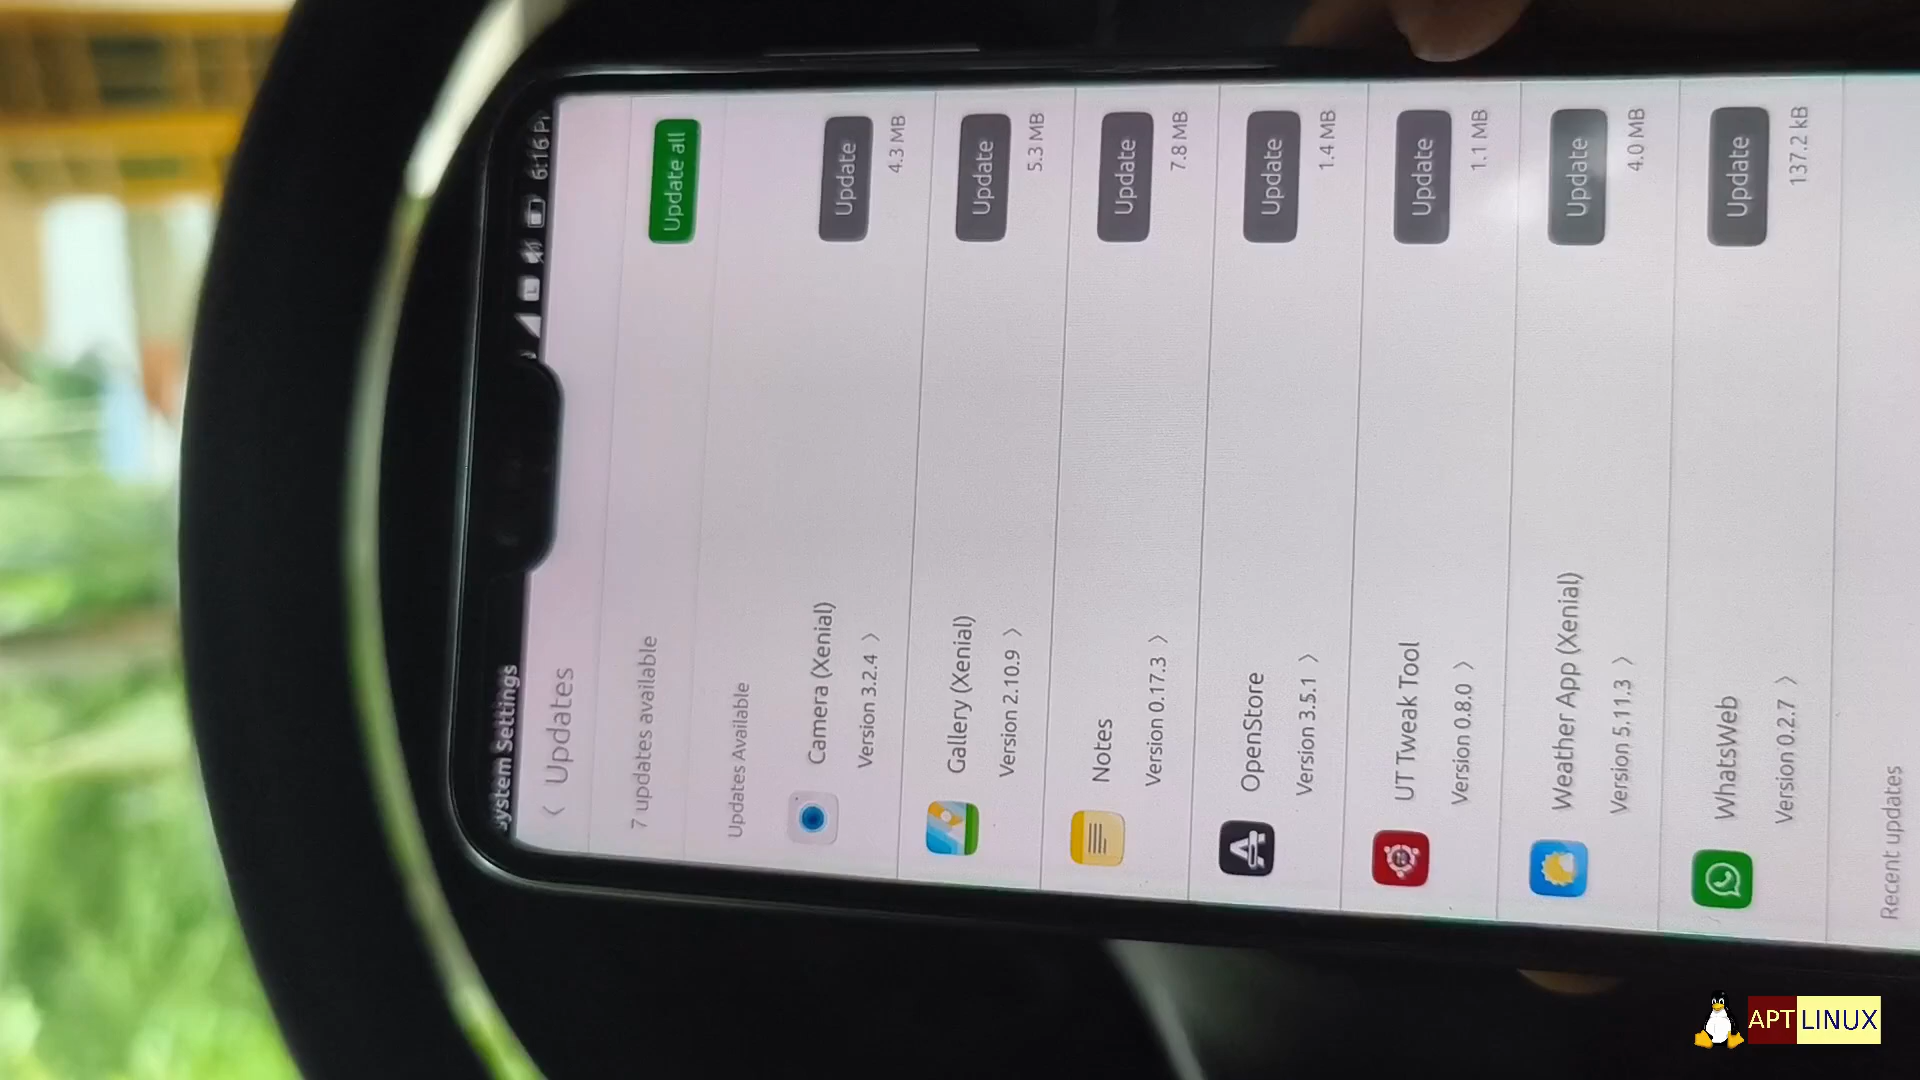 System Settings
Updates
7 updates available
Update all
Updates Available
Camera (Xenial)
Update
Version 3.2.4
4.3 MB
Gallery (Xenial)
Update
Version 2.10.9
5.3 MB
Notes
Update
Version 0.17.3
7.8 MB
OpenStore
Update
Version 3.5.1
1.4 MB
UT Tweak Tool
Update
Version 0.8.0
1.1 MB
Weather App (Xenial)
Update
Version 5.11.3
4.0 MB
WhatsWeb
Update
Version 0.2.7
137.2 kB
Recent updates
APT LINUX